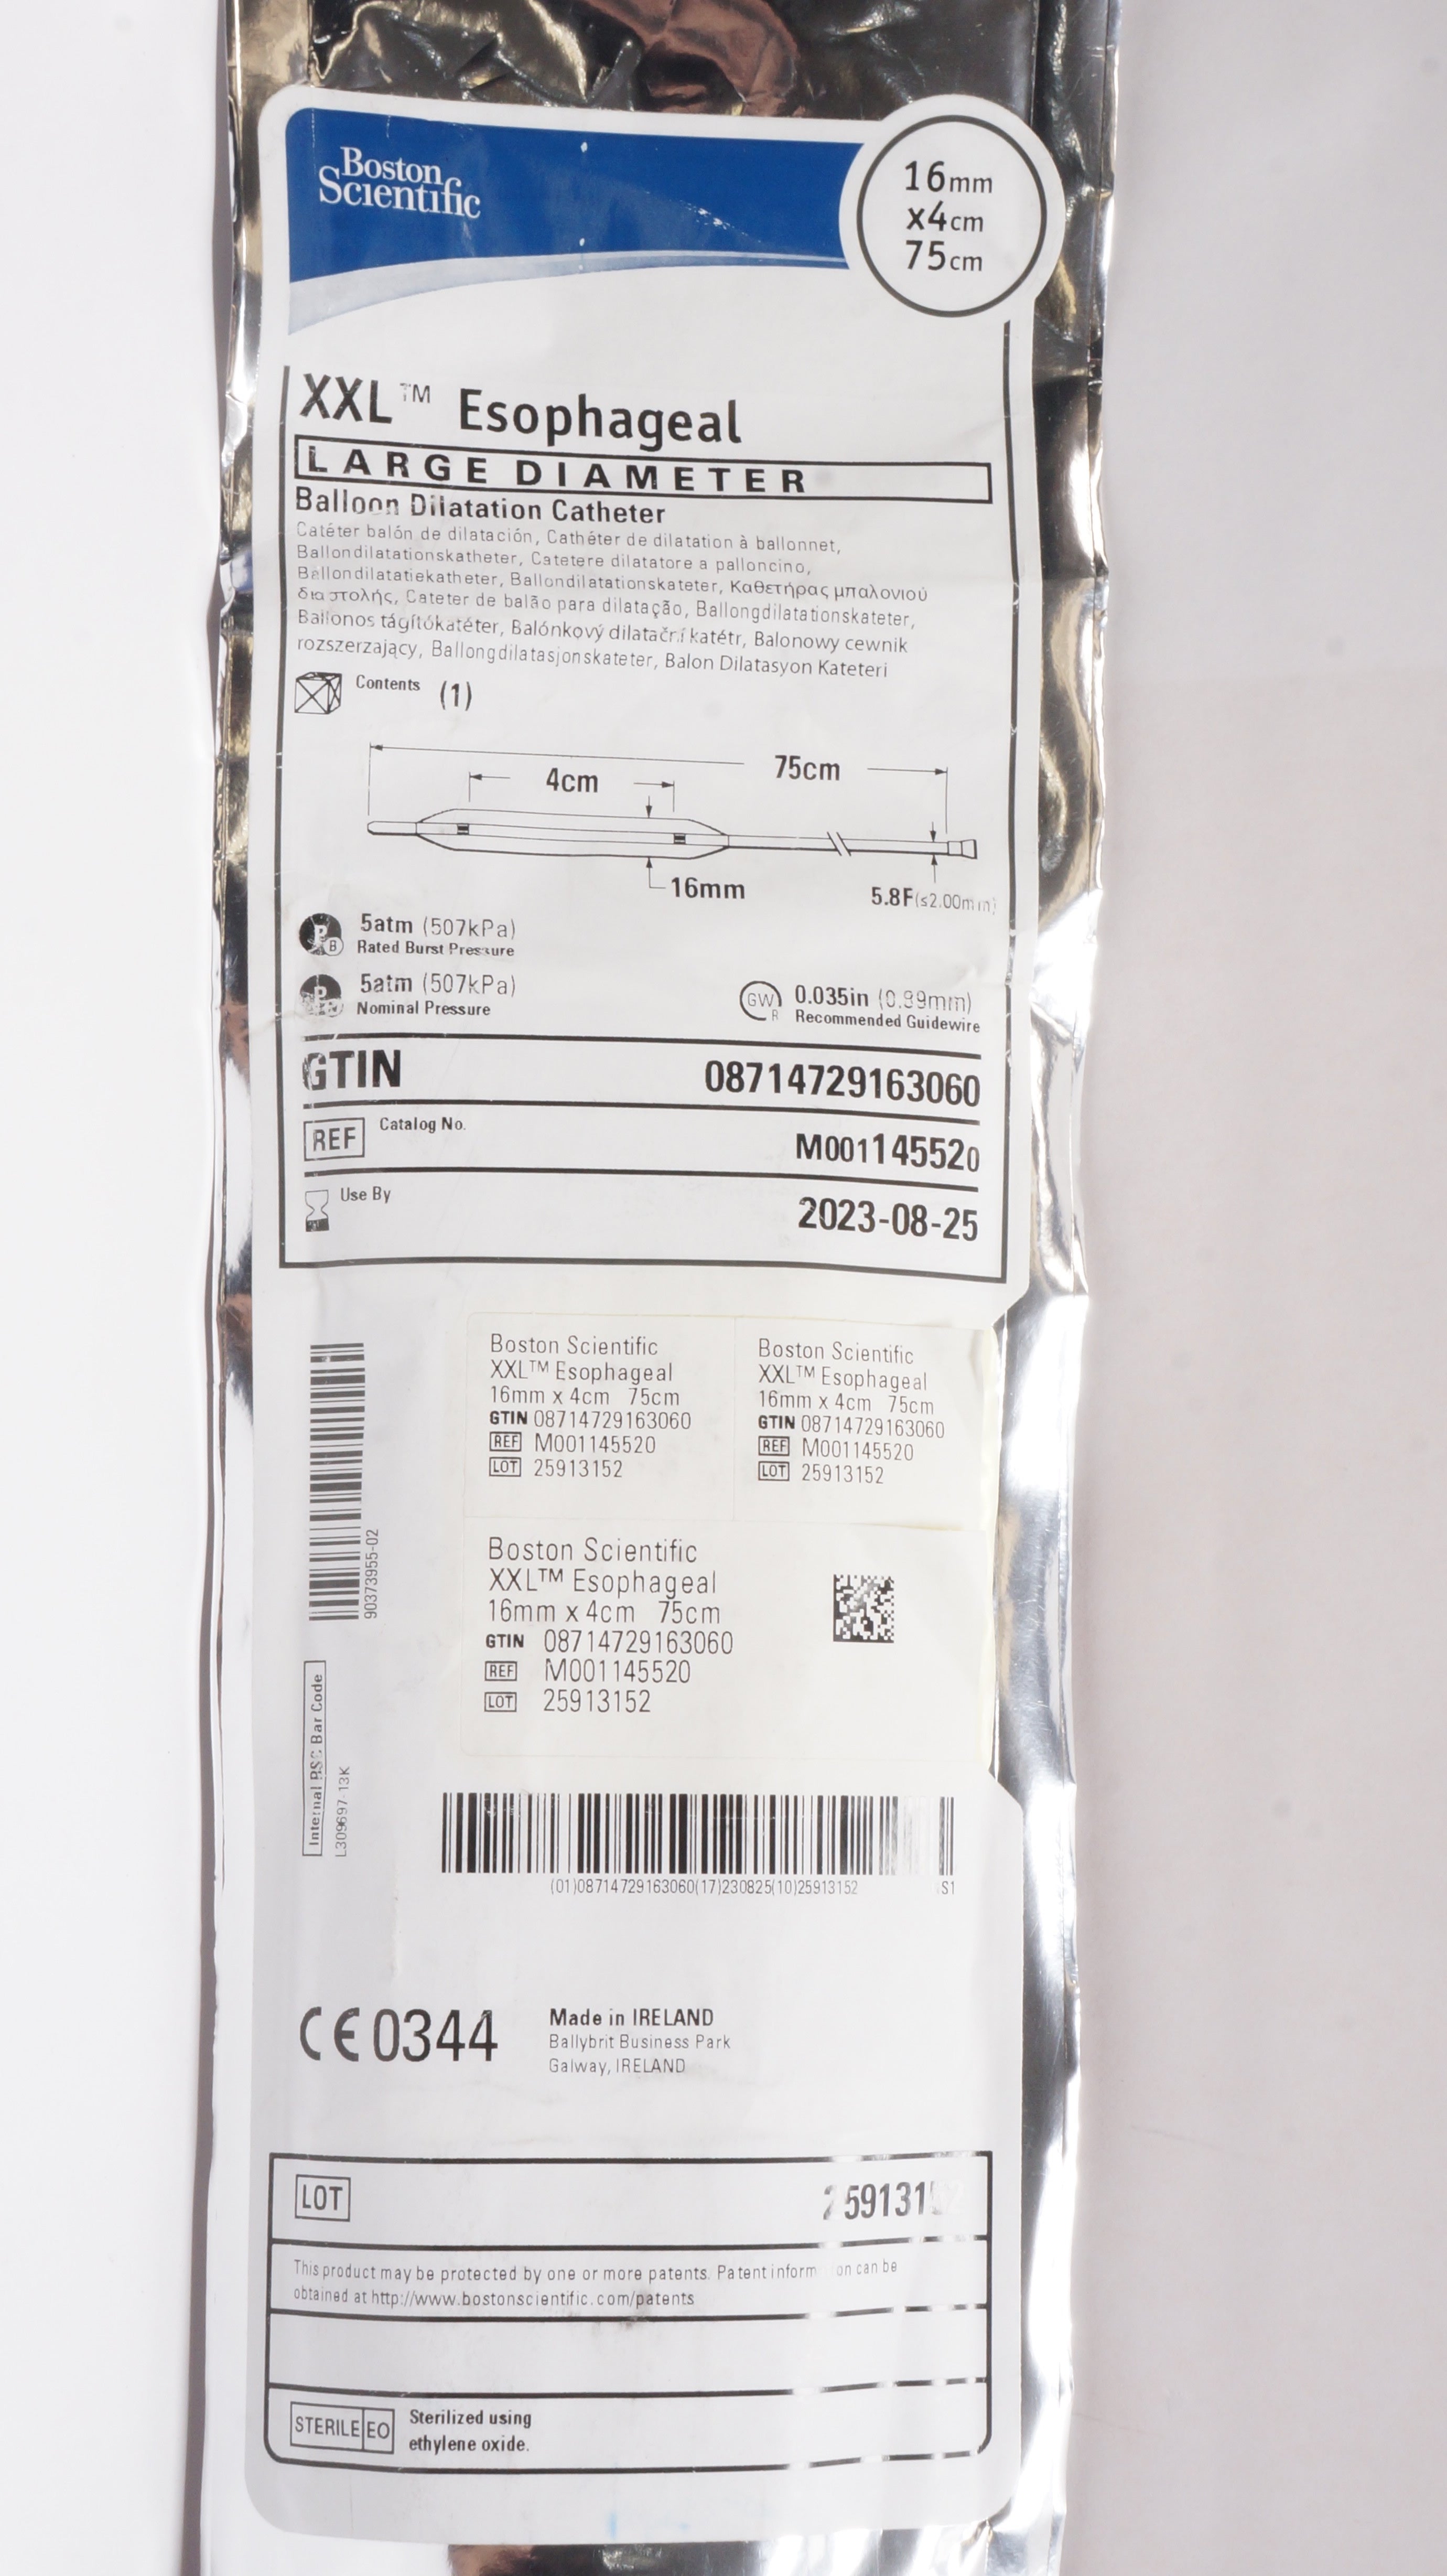 Boston
Scientific
16mm
x4cm
75cm
XXL™ Esophageal
LARGE DIAMETER
Balloon Dilatation Catheter
Catéter balón de dilatación, Cathéter de dilatation à ballonnet,
Ballondilatationskatheter, Catetere dilatatore a palloncino,
Ballondilatatiekatheter, Ballondilatationskateter, Καθετήρας μπαλονιού
διαστολής, Cateter de balão para dilatação, Ballongdilatationskateter,
Ballonos tágítókatéter, Balónkový dilatační katétr, Balonowy cewnik
rozszerzający, Ballongdilatasjonskateter, Balon Dilatasyon Kateteri
Contents (1)
75cm
4cm
16mm
5.8F(≤2.00mm)
5atm (507kPa)
Rated Burst Pressure
5atm (507kPa)
Nominal Pressure
GW
R
0.035in (0.89mm)
Recommended Guidewire
GTIN 08714729163060
REF Catalog No. M001145520
Use By 2023-08-25
Boston Scientific
XXL™ Esophageal
16mm x 4cm 75cm
GTIN 08714729163060
REF M001145520
LOT 25913152
Boston Scientific
XXL™ Esophageal
16mm x 4cm 75cm
GTIN 08714729163060
REF M001145520
LOT 25913152
90373955-02
Boston Scientific
XXL™ Esophageal
16mm x 4cm 75cm
GTIN 08714729163060
REF M001145520
LOT 25913152
Internal BSC Bar Code
L309697-13K
(01)08714729163060(17)230825(10)25913152
S1
CE 0344
Made in IRELAND
Ballybrit Business Park
Galway, IRELAND
LOT 25913152
This product may be protected by one or more patents. Patent information can be
obtained at http://www.bostonscientific.com/patents
STERILE EO
Sterilized using
ethylene oxide.